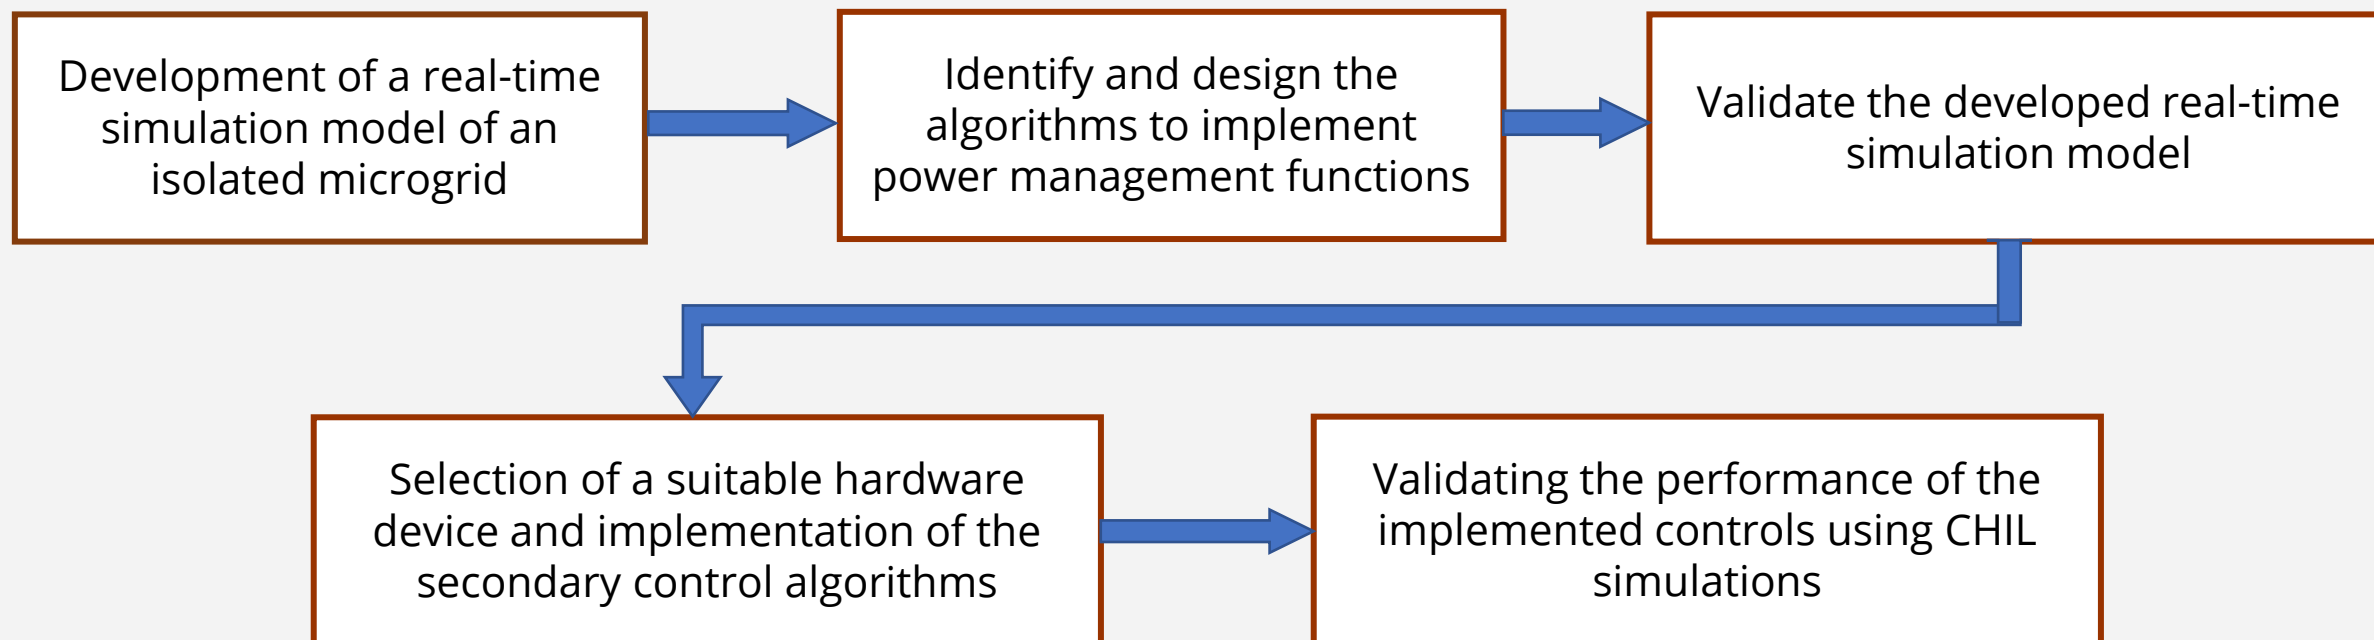 Development of a real-time
simulation model of an
isolated microgrid
Identify and design the
algorithms to implement
power management functions
Validate the developed real-time
simulation model
Selection of a suitable hardware
device and implementation of the
secondary control algorithms
Validating the performance of the
implemented controls using CHIL
simulations